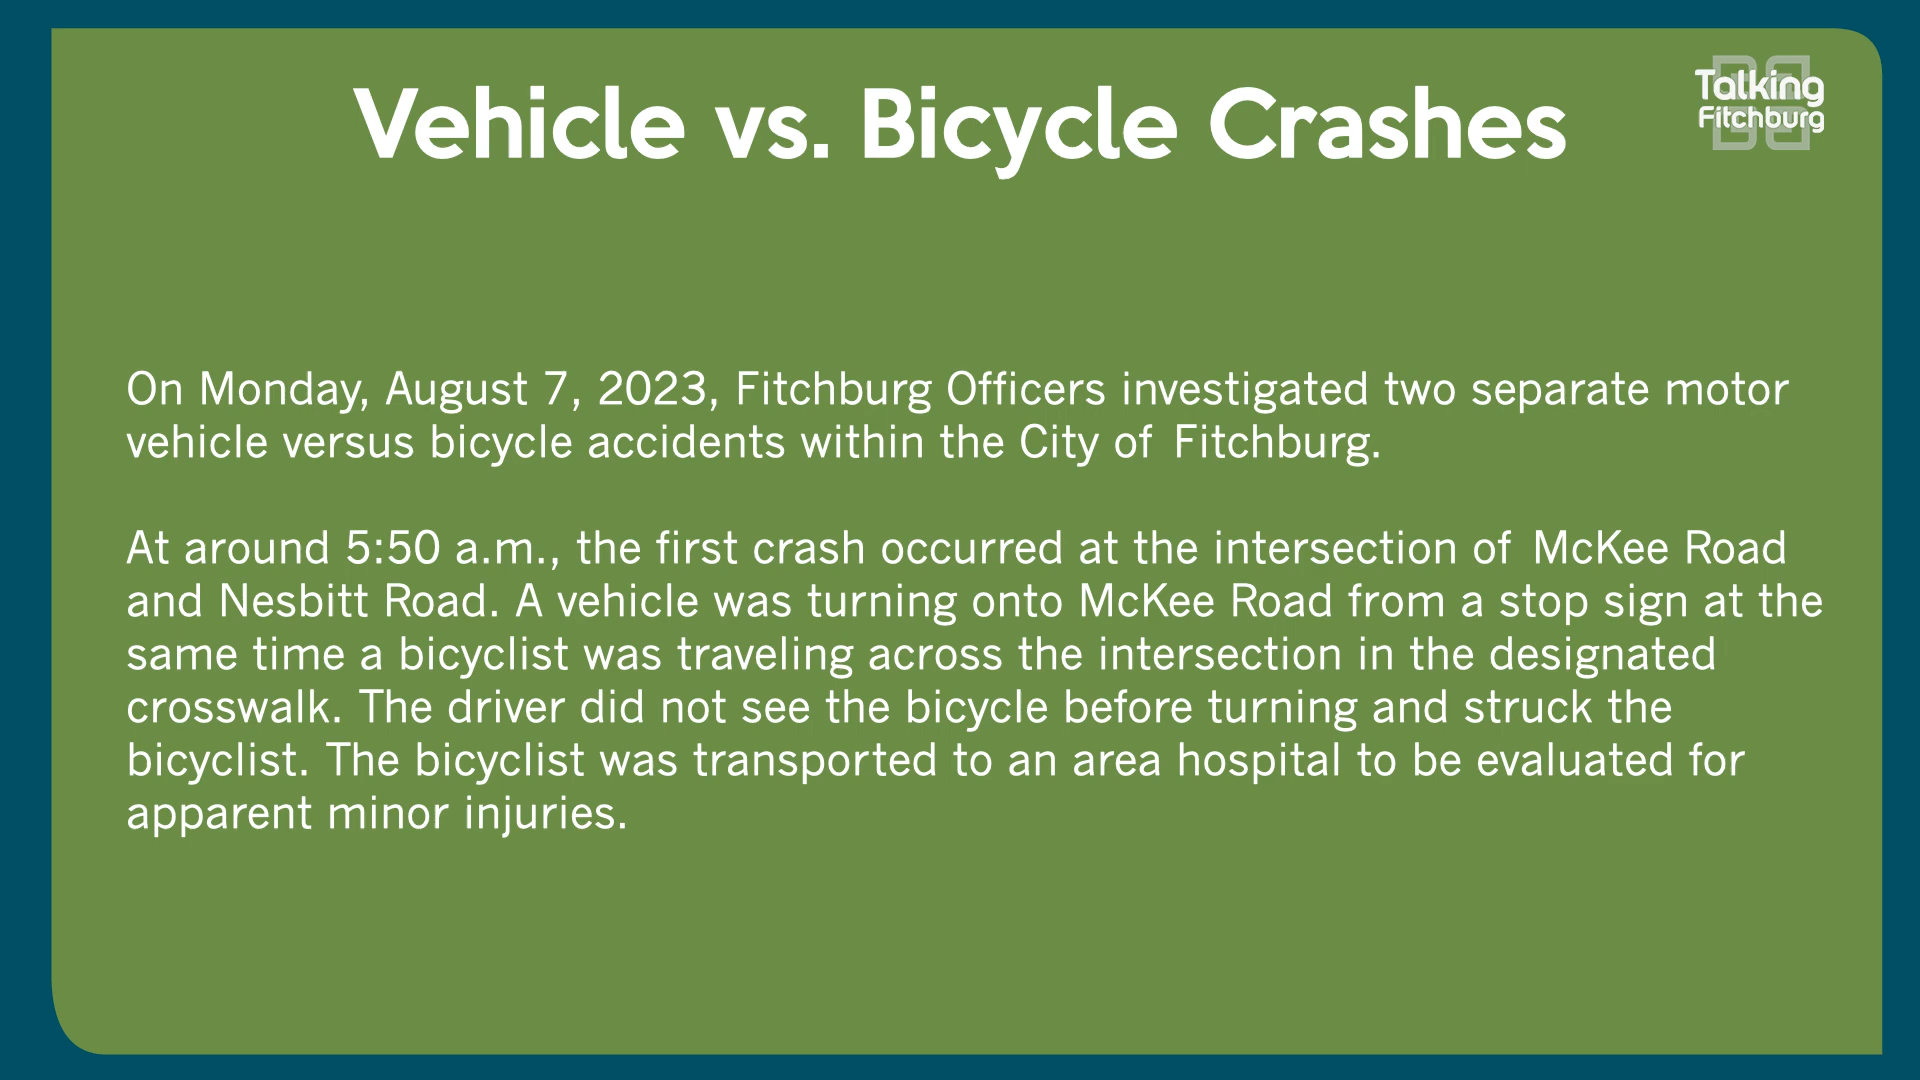 Vehicle vs. Bicycle Crashes
Talking
Fitchburg
On Monday, August 7, 2023, Fitchburg Officers investigated two separate motor
vehicle versus bicycle accidents within the City of Fitchburg.
At around 5:50 a.m., the first crash occurred at the intersection of McKee Road
and Nesbitt Road. A vehicle was turning onto McKee Road from a stop sign at the
same time a bicyclist was traveling across the intersection in the designated
crosswalk. The driver did not see the bicycle before turning and struck the
bicyclist. The bicyclist was transported to an area hospital to be evaluated for
apparent minor injuries.